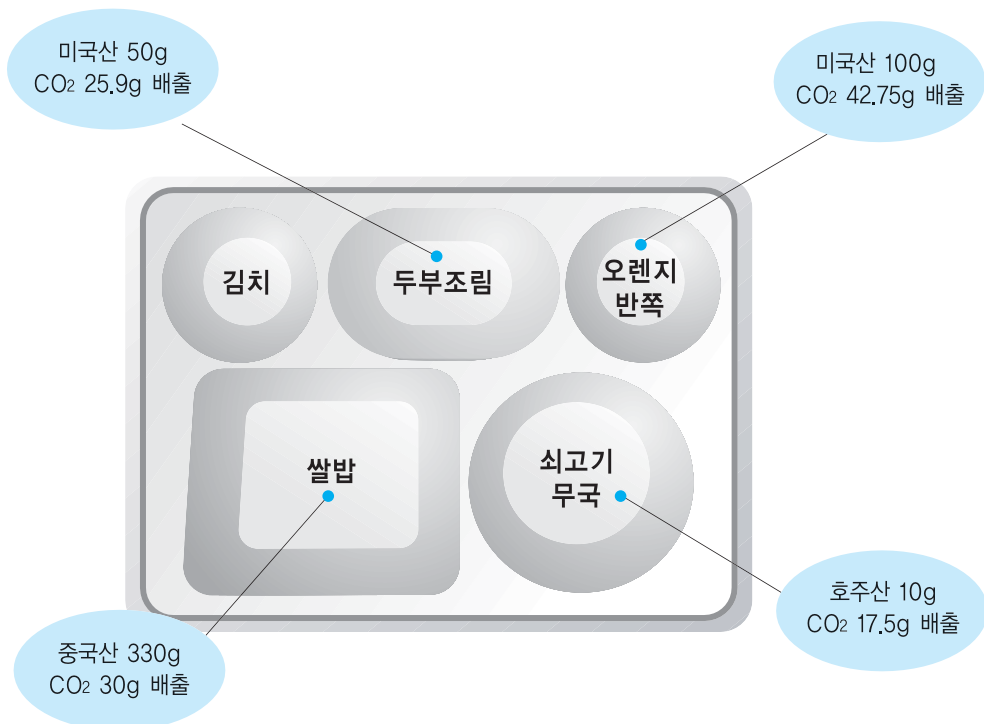 미국산 50g
CO2 25.9g 배출
미국산 100g
CO2 42.75g 배출
김치
두부조림
오렌지
반쪽
쌀밥
쇠고기
무국
중국산 330g
CO2 30g 배출
호주산 10g
CO2 17.5g 배출